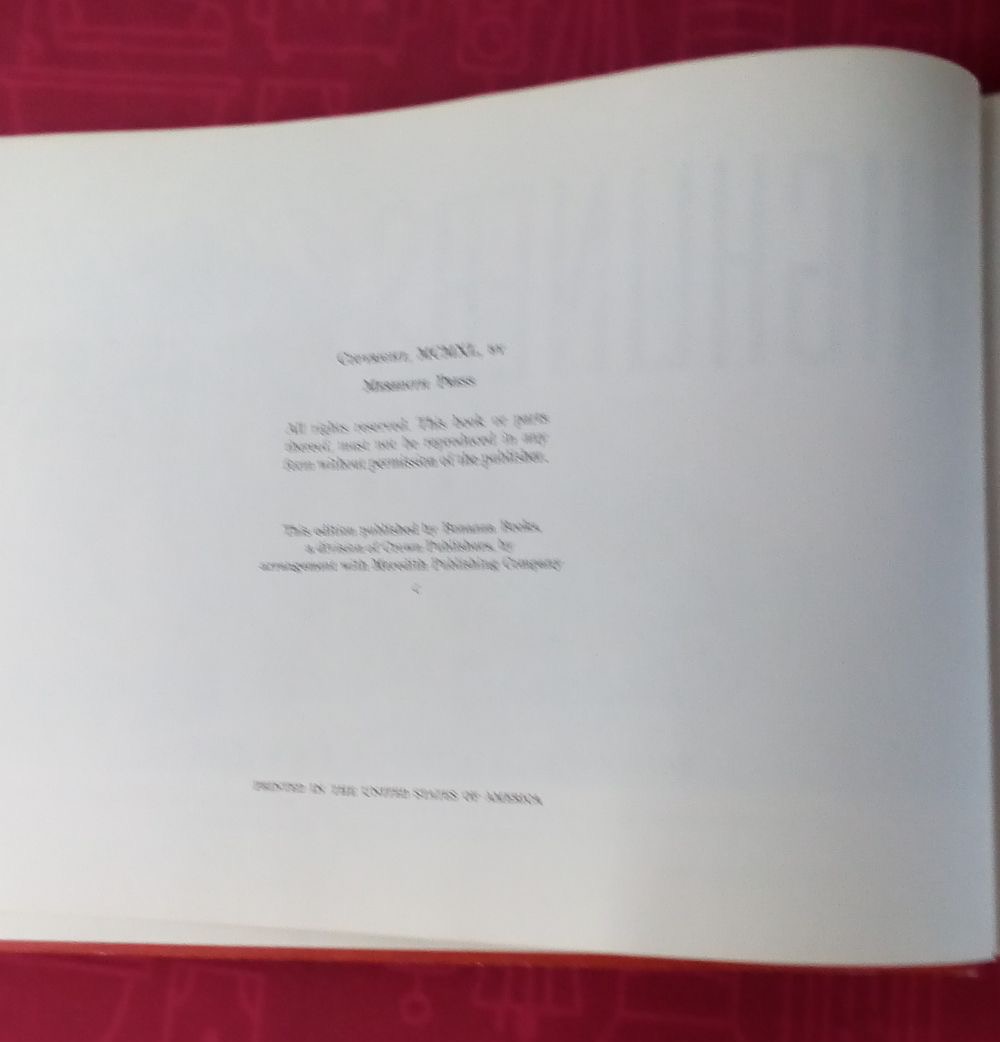 COPYRIGHT, MCMXL, BY
All rights reserved. This book or parts
thereof, must not be reproduced in any
form without permission of the publisher.
This edition published by Bonanza Books,
a division of Crown Publishers, by
arrangement with Meredith Publishing Company
PRINTED IN THE UNITED STATES OF AMERICA